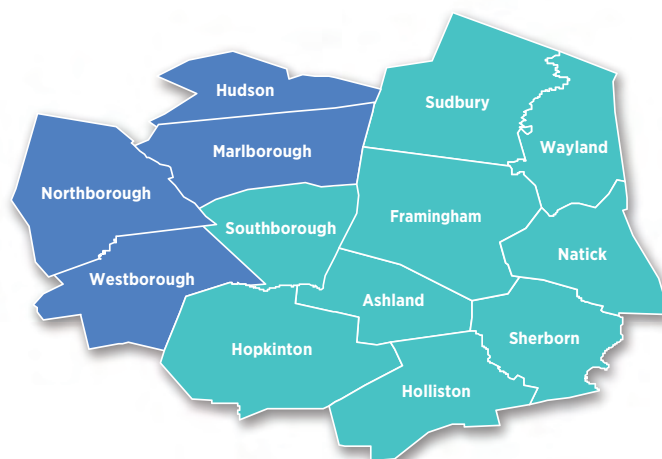 Hudson
Sudbury
Marlborough
Wayland
Northborough
Southborough
Framingham
Natick
Westborough
Ashland
Hopkinton
Sherborn
Holliston